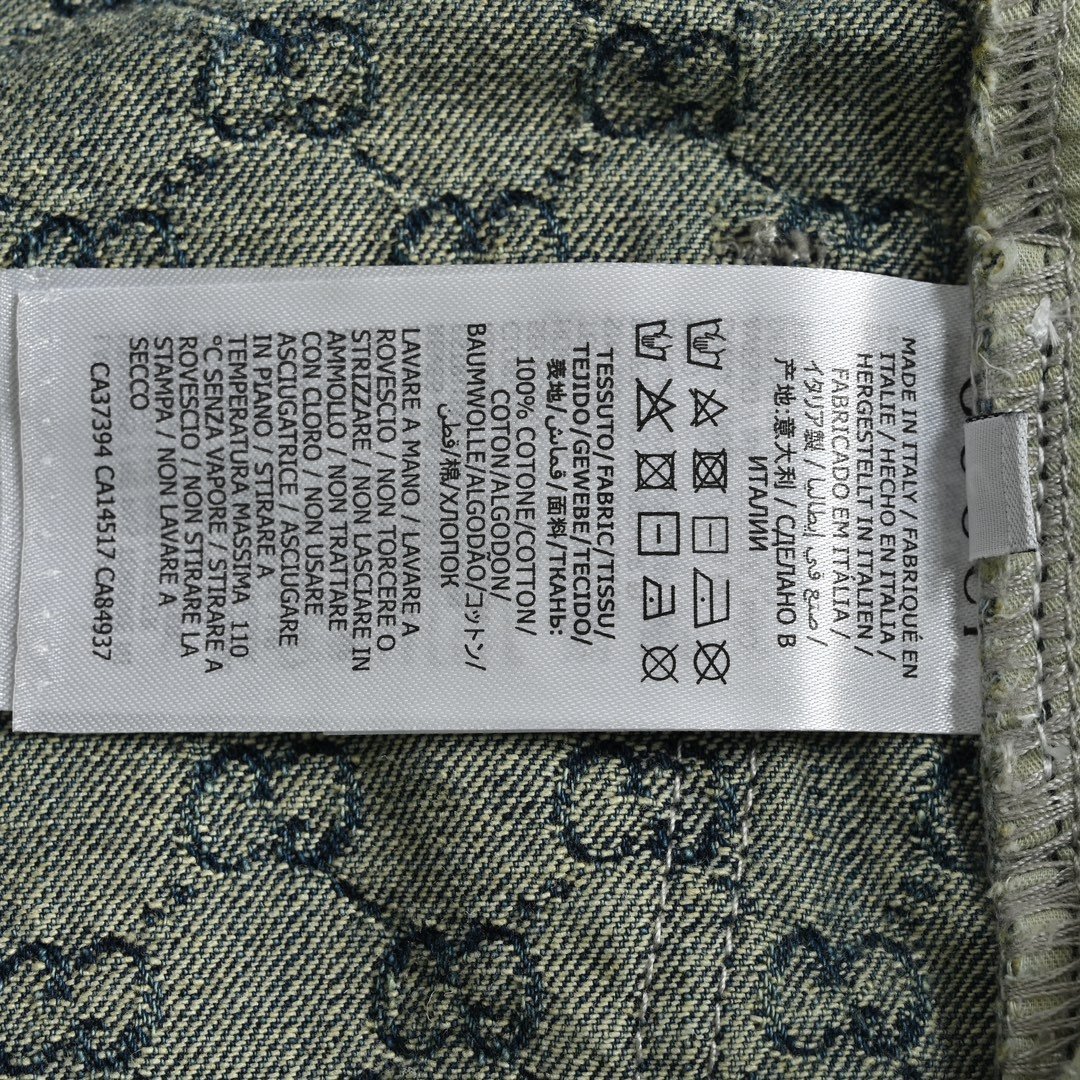 MADE IN ITALY / FABRIQUÉ EN
ITALIE / HECHO EN ITALIA /
HERGESTELLT IN ITALIEN /
FABRICADO EM ITÁLIA /
イタリア製 / صنع في إيطاليا /
产地:意大利 / СДЕЛАНО В
ИТАЛИИ
TESSUTO/FABRIC/TISSU/
TEJIDO/GEWEBE/TECIDO/
表地/قماش/面料/ТКАНЬ:
100% COTONE/COTTON/
COTON/ALGODON/
BAUMWOLLE/ALGODÃO/コットン/
قطن/棉/ХЛОПОК
LAVARE A MANO / LAVARE A
ROVESCIO / NON TORCERE O
STRIZZARE / NON LASCIARE IN
AMMOLLO / NON TRATTARE
CON CLORO / NON USARE
ASCIUGATRICE / ASCIUGARE
IN PIANO / STIRARE A
TEMPERATURA MASSIMA 110
°C SENZA VAPORE / STIRARE A
ROVESCIO / NON STIRARE LA
STAMPA / NON LAVARE A
SECCO
CA37394 CA14517 CA84937